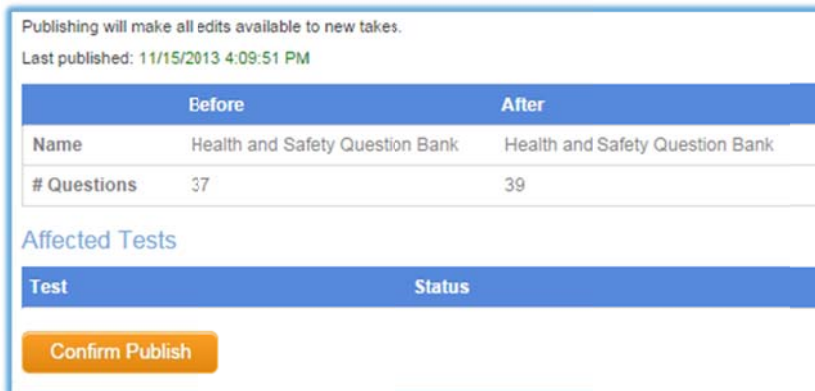 Publishing will make all edits available to new takes.
Last published: 11/15/2013 4:09:51 PM
Before After
Name Health and Safety Question Bank Health and Safety Question Bank
# Questions 37 39
Affected Tests
Test Status
Confirm Publish